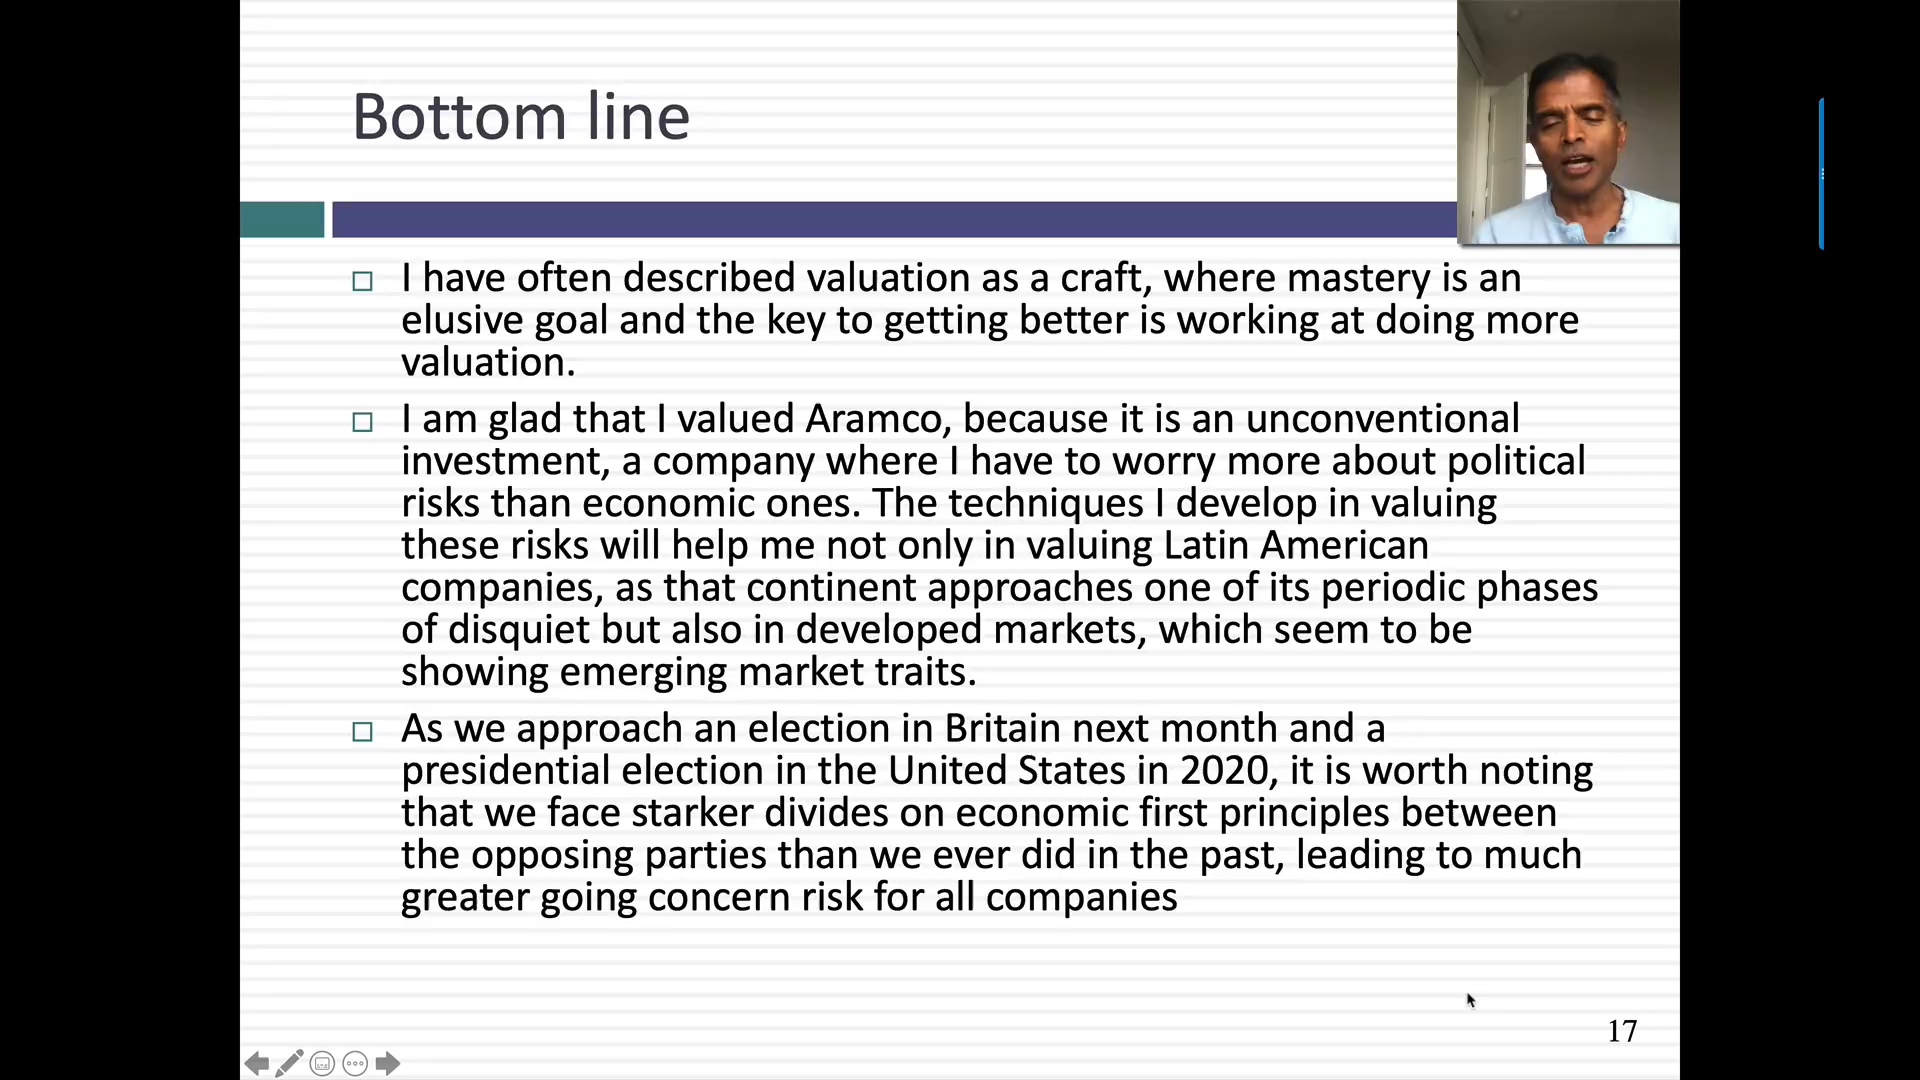 Bottom line
I have often described valuation as a craft, where mastery is an
elusive goal and the key to getting better is working at doing more
valuation.
I am glad that I valued Aramco, because it is an unconventional
investment, a company where I have to worry more about political
risks than economic ones. The techniques I develop in valuing
these risks will help me not only in valuing Latin American
companies, as that continent approaches one of its periodic phases
of disquiet but also in developed markets, which seem to be
showing emerging market traits.
As we approach an election in Britain next month and a
presidential election in the United States in 2020, it is worth noting
that we face starker divides on economic first principles between
the opposing parties than we ever did in the past, leading to much
greater going concern risk for all companies
17